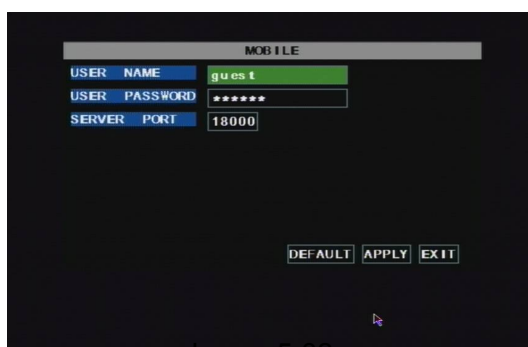 MOBILE
USER NAME guest
USER PASSWORD ******
SERVER PORT 18000
DEFAULT APPLY EXIT